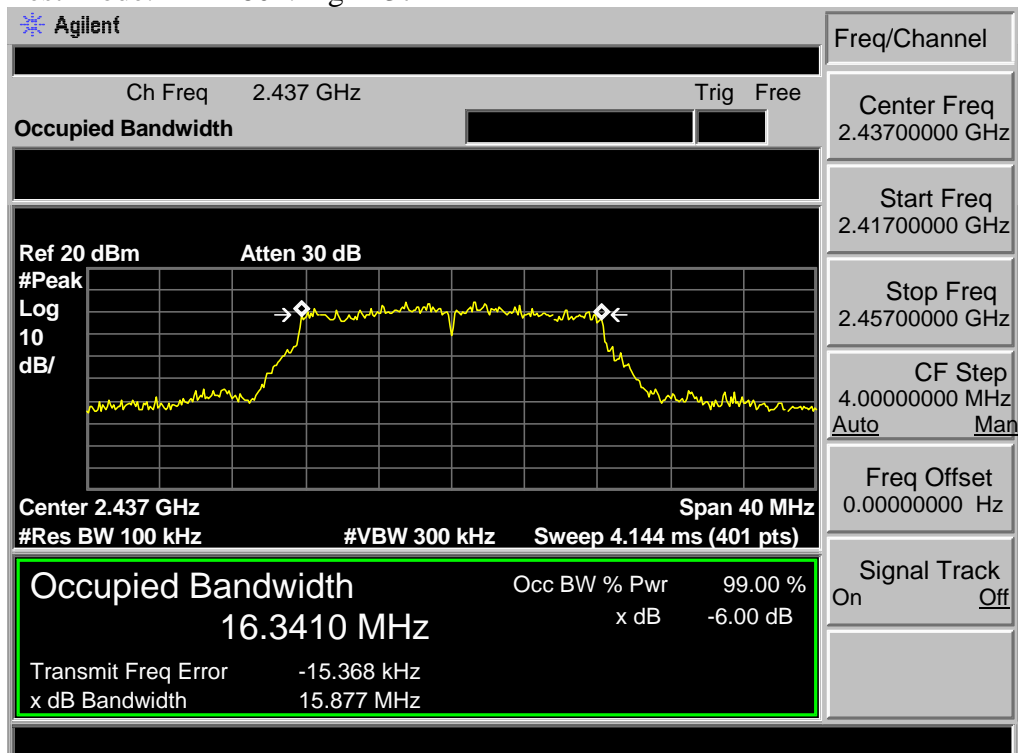 Agilent
Freq/Channel
Ch Freq 2.437 GHz Trig Free
Occupied Bandwidth
Center Freq
2.43700000 GHz
Start Freq
2.41700000 GHz
Stop Freq
2.45700000 GHz
CF Step
4.00000000 MHz
Auto Man
Freq Offset
0.00000000 Hz
Signal Track
On Off
Ref 20 dBm Atten 30 dB
#Peak
Log
10
dB/
Center 2.437 GHz Span 40 MHz
#Res BW 100 kHz #VBW 300 kHz Sweep 4.144 ms (401 pts)
Occupied Bandwidth Occ BW % Pwr 99.00 %
16.3410 MHz x dB -6.00 dB
Transmit Freq Error -15.368 kHz
x dB Bandwidth 15.877 MHz